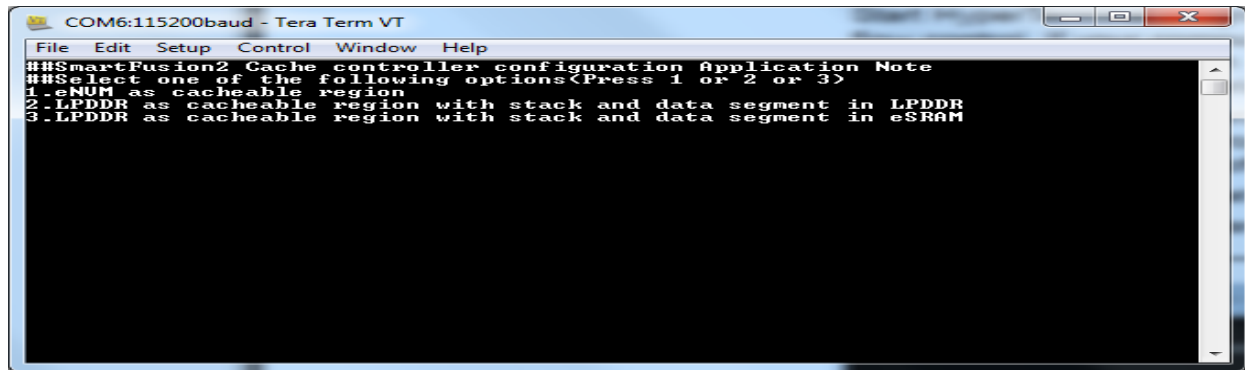 COM6:115200baud - Tera Term VT
File Edit Setup Control Window Help
##SmartFusion2 Cache controller configuration Application Note
##Select one of the following options(Press 1 or 2 or 3)
1.eNVM as cacheable region
2.LPDDR as cacheable region with stack and data segment in LPDDR
3.LPDDR as cacheable region with stack and data segment in eSRAM